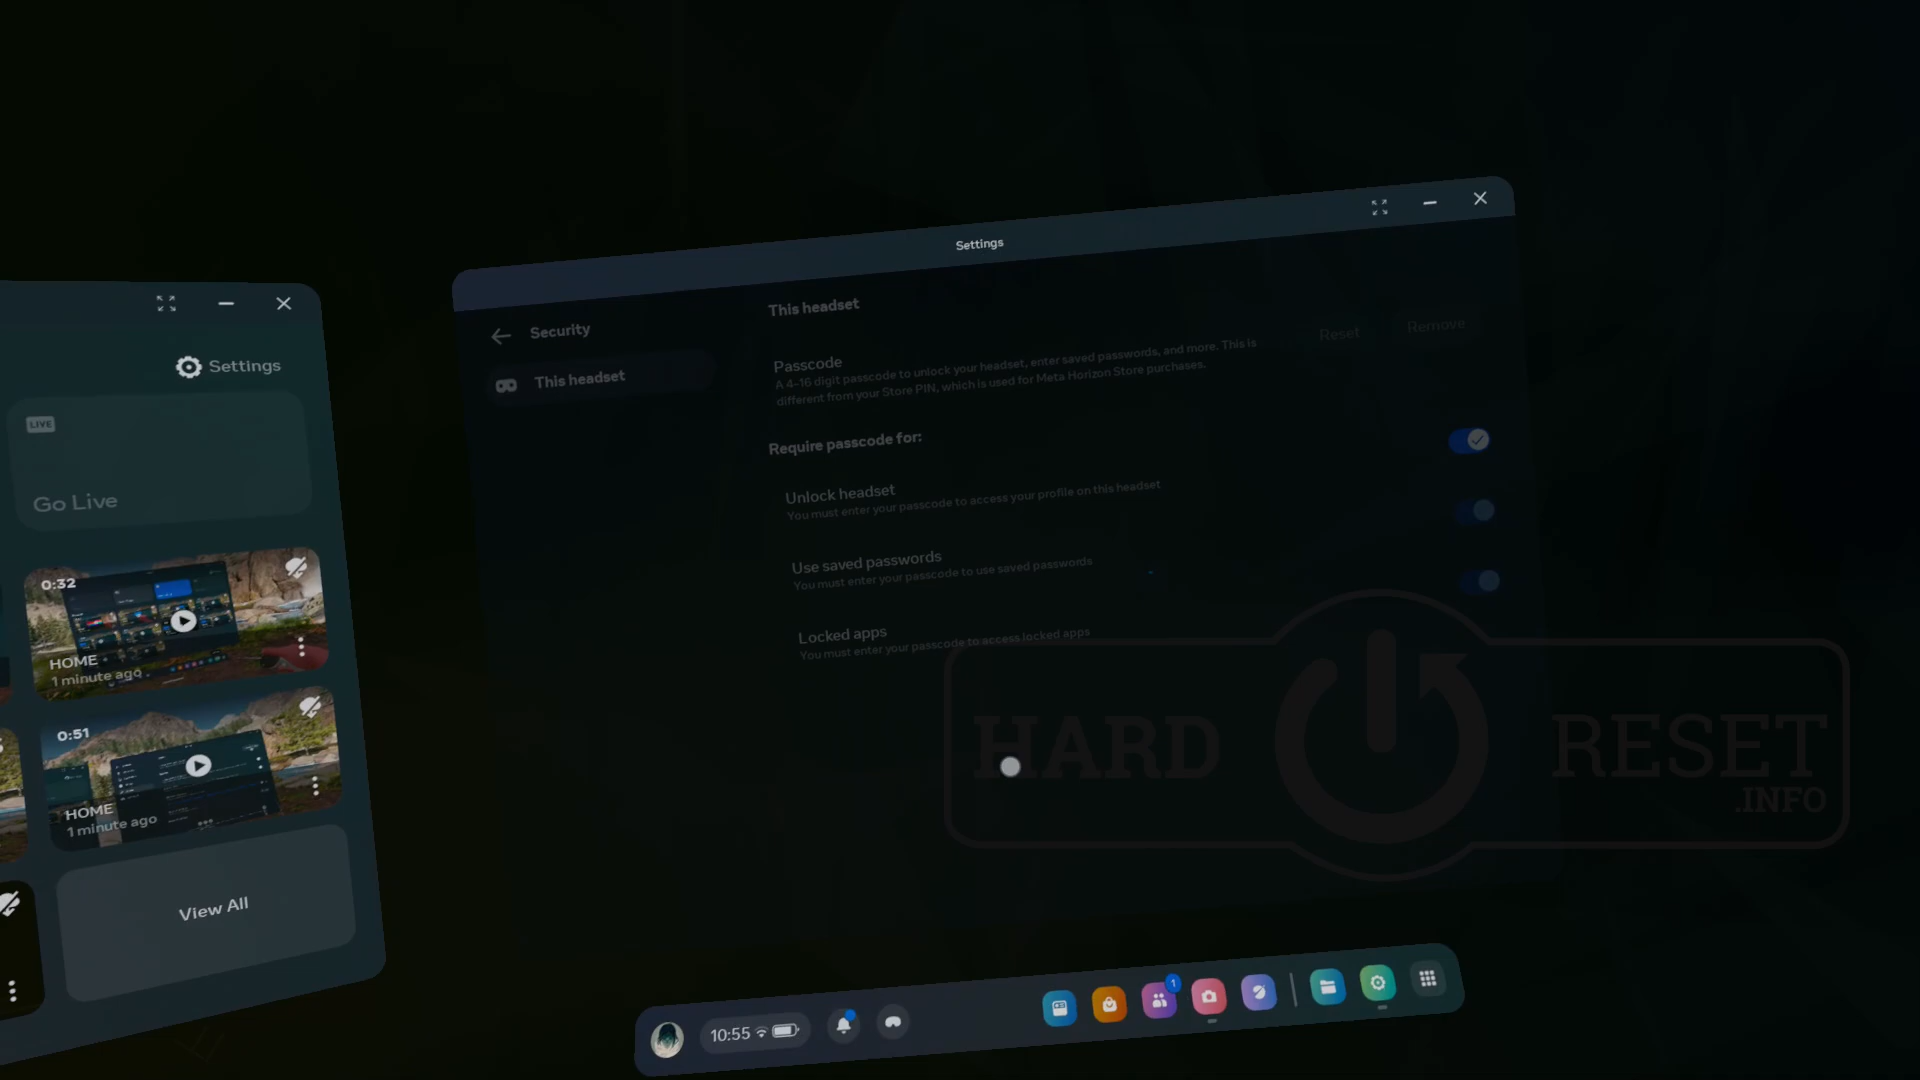 Settings
LIVE
Go Live
0:32
HOME
1 minute ago
0:51
HOME
1 minute ago
View All
Settings
Security
This headset
This headset
Passcode
A 4-16 digit passcode to unlock your headset, enter saved passwords, and more. This is
different from your Store PIN, which is used for Meta Horizon Store purchases.
Reset
Remove
Require passcode for:
Unlock headset
You must enter your passcode to access your profile on this headset
Use saved passwords
You must enter your passcode to use saved passwords
Locked apps
You must enter your passcode to access locked apps
HARD RESET
.INFO
10:55
1